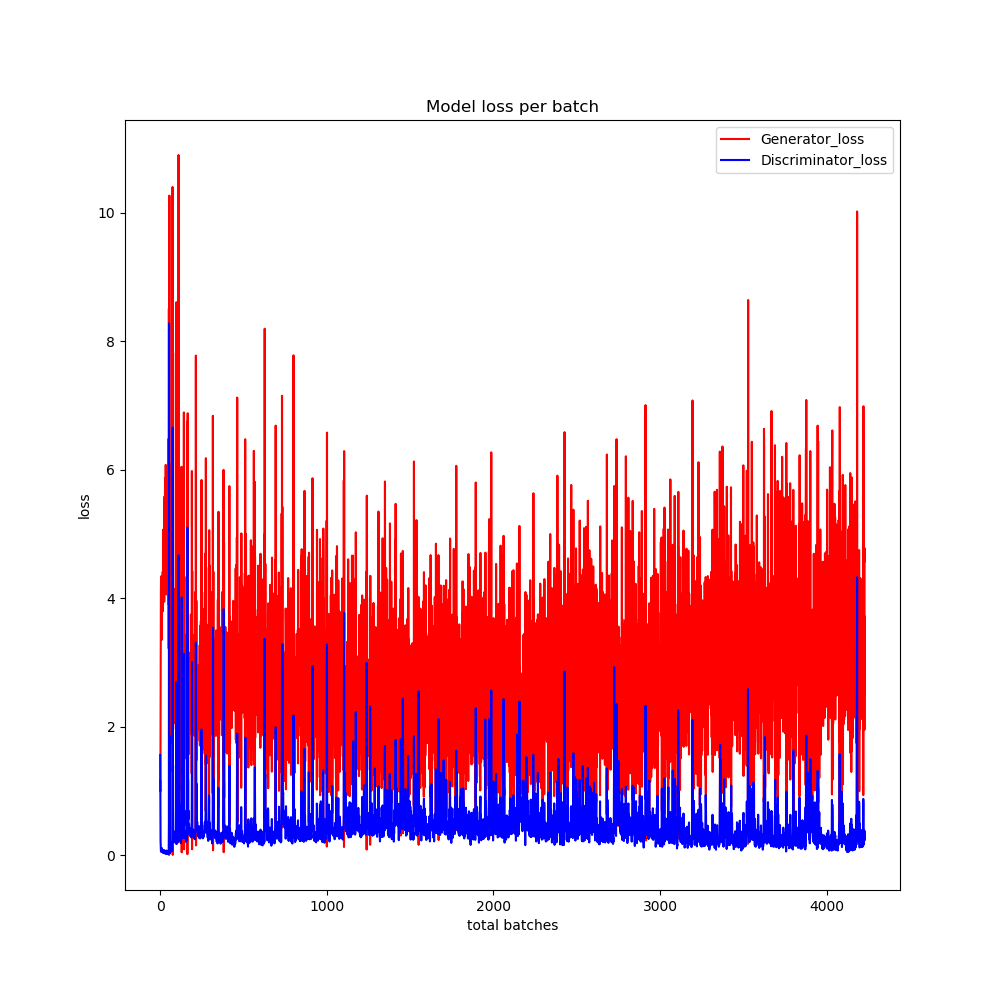 Model loss per batch
Generator_loss
Discriminator_loss
10
8
6
4
2
0
loss
0 1000 2000 3000 4000
total batches